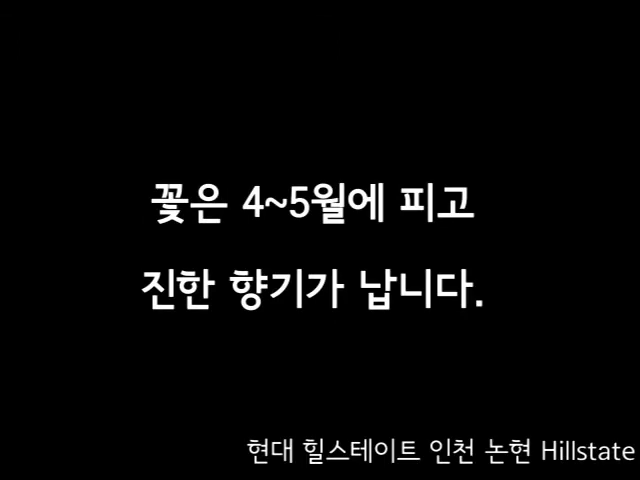 꽃은 4~5월에 피고
진한 향기가 납니다.
현대 힐스테이트 인천 논현 Hillstate